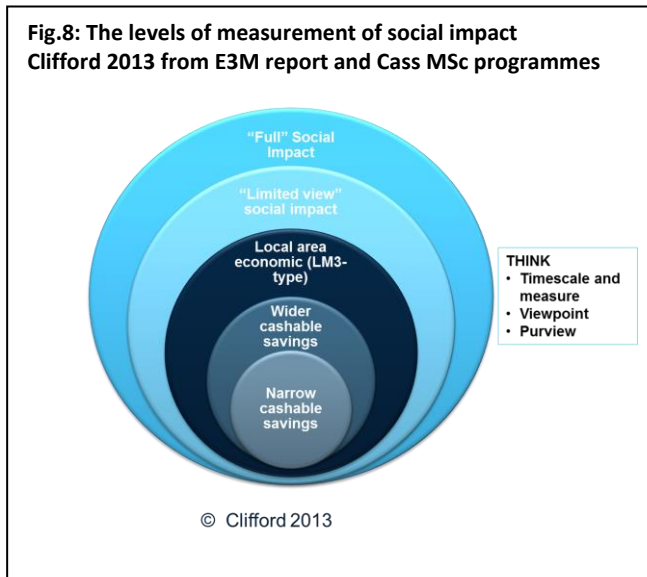 Fig.8: The levels of measurement of social impact
Clifford 2013 from E3M report and Cass MSc programmes
“Full” Social
Impact
“Limited view”
social impact
Local area
economic (LM3-
type)
Wider
cashable
savings
Narrow
cashable
savings
THINK
• Timescale and
measure
• Viewpoint
• Purview
© Clifford 2013